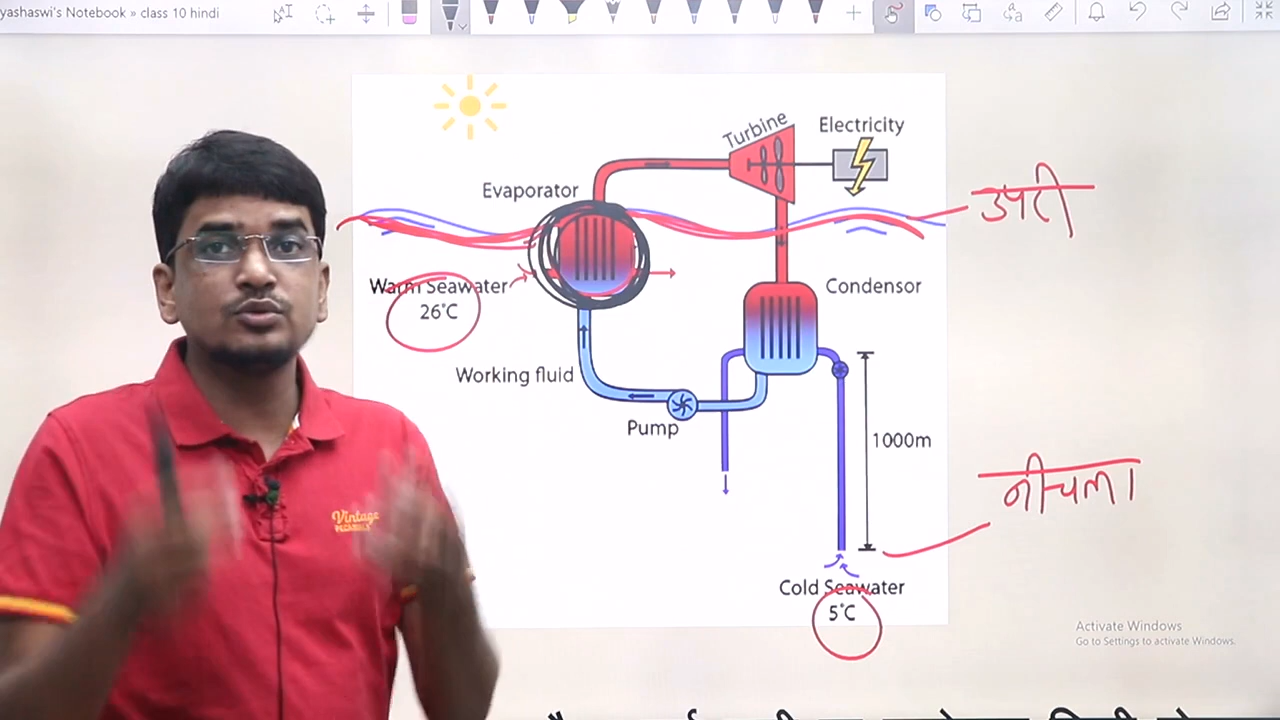 yashaswi's Notebook » class 10 hindi
Turbine
Electricity
Evaporator
उपरी
Warm Seawater
26°C
Condensor
Working fluid
Pump
1000m
नीचला
Cold Seawater
5°C
Vintage
Activate Windows
Go to Settings to activate Windows.